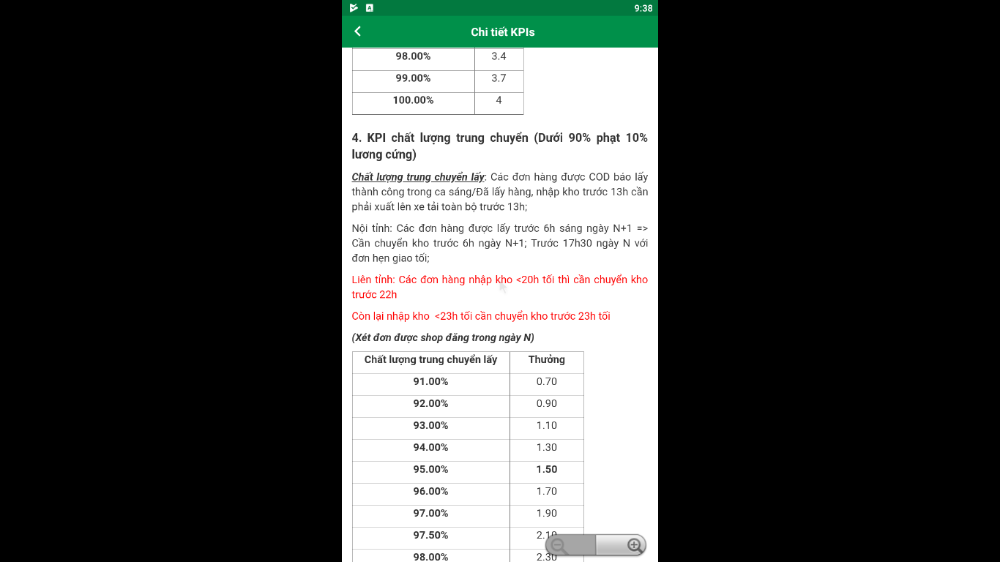 9:38
Chi tiết KPIs
98.00% 3.4
99.00% 3.7
100.00% 4
4. KPI chất lượng trung chuyển (Dưới 90% phạt 10%
lương cứng)
Chất lượng trung chuyển lấy: Các đơn hàng được COD báo lấy
thành công trong ca sáng/Đã lấy hàng, nhập kho trước 13h cần
phải xuất lên xe tải toàn bộ trước 13h;
Nội tỉnh: Các đơn hàng được lấy trước 6h sáng ngày N+1 =>
Cần chuyển kho trước 6h ngày N+1; Trước 17h30 ngày N với
đơn hẹn giao tối;
Liên tỉnh: Các đơn hàng nhập kho <20h tối thì cần chuyển kho
trước 22h
Còn lại nhập kho <23h tối cần chuyển kho trước 23h tối
(Xét đơn được shop đăng trong ngày N)
Chất lượng trung chuyển lấy Thưởng
91.00% 0.70
92.00% 0.90
93.00% 1.10
94.00% 1.30
95.00% 1.50
96.00% 1.70
97.00% 1.90
97.50% 2.10
98.00% 2.30